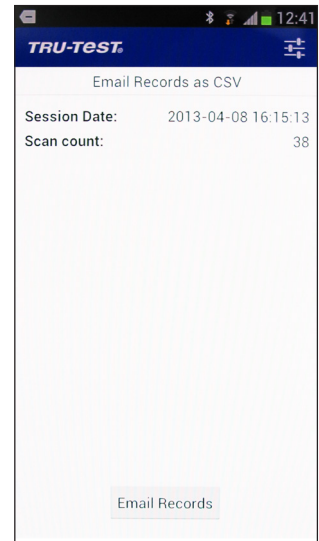 12:41
TRU-TEST®
Email Records as CSV
Session Date: 2013-04-08 16:15:13
Scan count: 38
Email Records